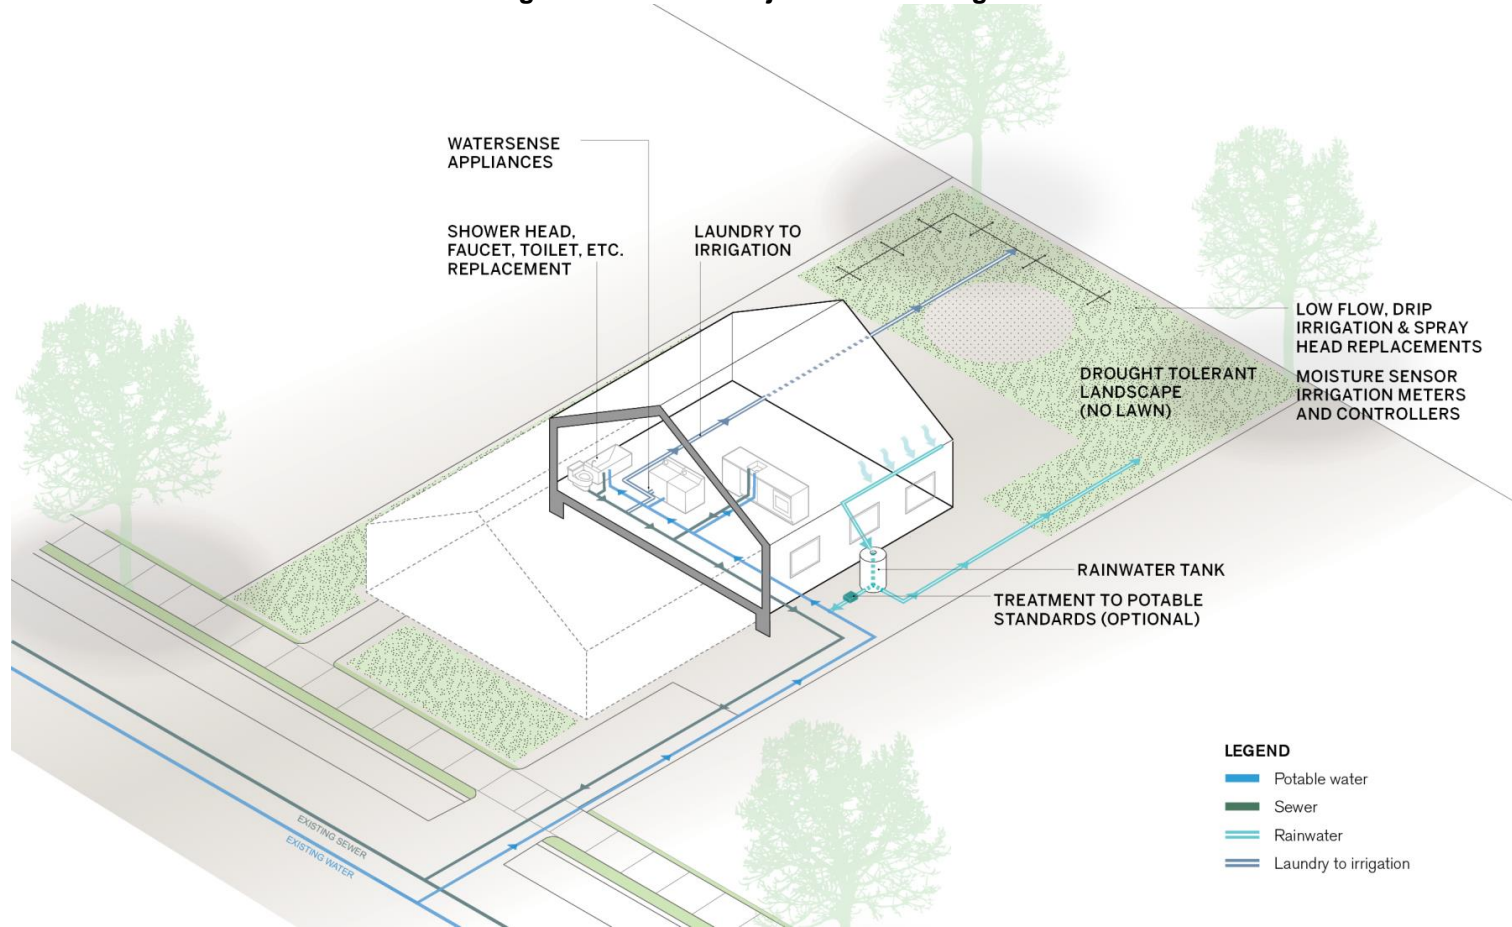 WATERSENSE
APPLIANCES
SHOWER HEAD,
FAUCET, TOILET, ETC.
REPLACEMENT
LAUNDRY TO
IRRIGATION
LOW FLOW, DRIP
IRRIGATION & SPRAY
HEAD REPLACEMENTS
MOISTURE SENSOR
IRRIGATION METERS
AND CONTROLLERS
DROUGHT TOLERANT
LANDSCAPE
(NO LAWN)
RAINWATER TANK
TREATMENT TO POTABLE
STANDARDS (OPTIONAL)
EXISTING SEWER
EXISTING WATER
LEGEND
Potable water
Sewer
Rainwater
Laundry to irrigation